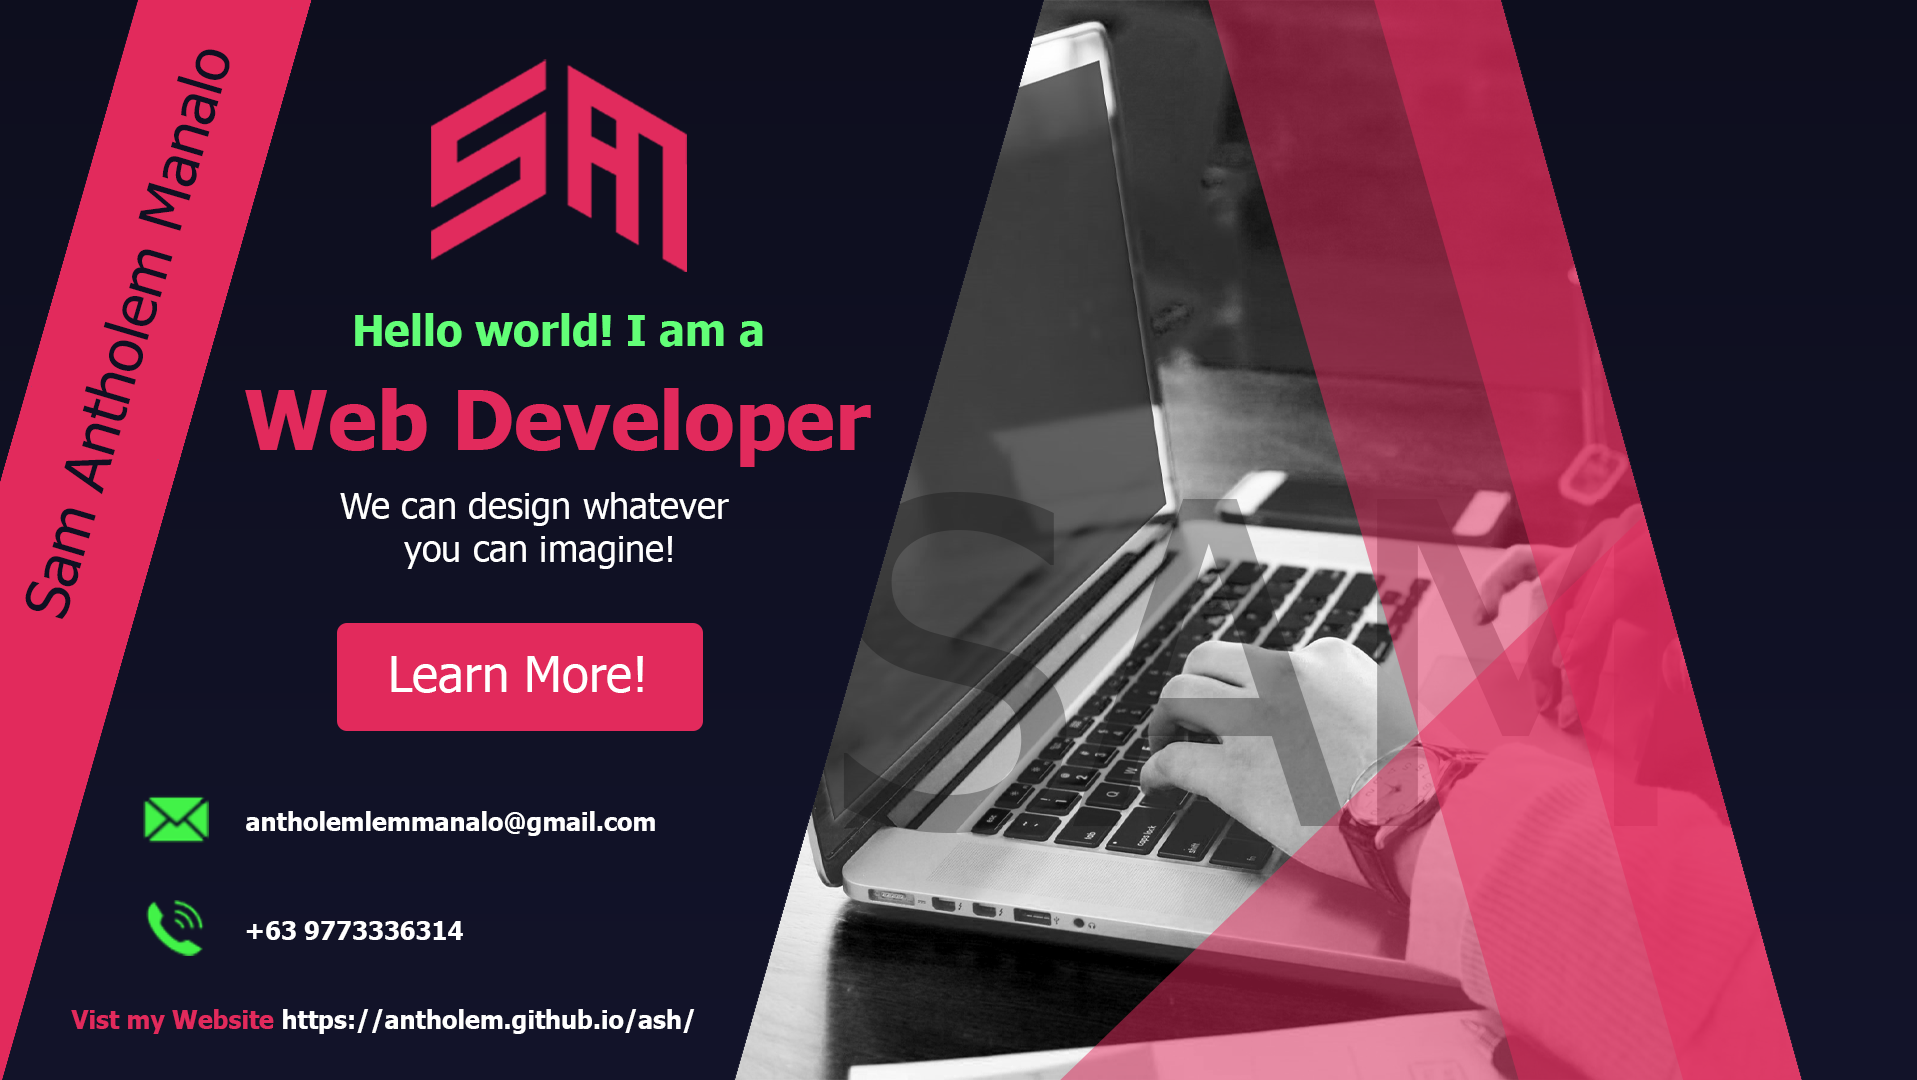 Sam Antholem Manalo
SAM
Hello world! I am a
Web Developer
We can design whatever
you can imagine!
Learn More!
antholemlemmanalo@gmail.com
+63 9773336314
Vist my Website https://antholem.github.io/ash/
SAM